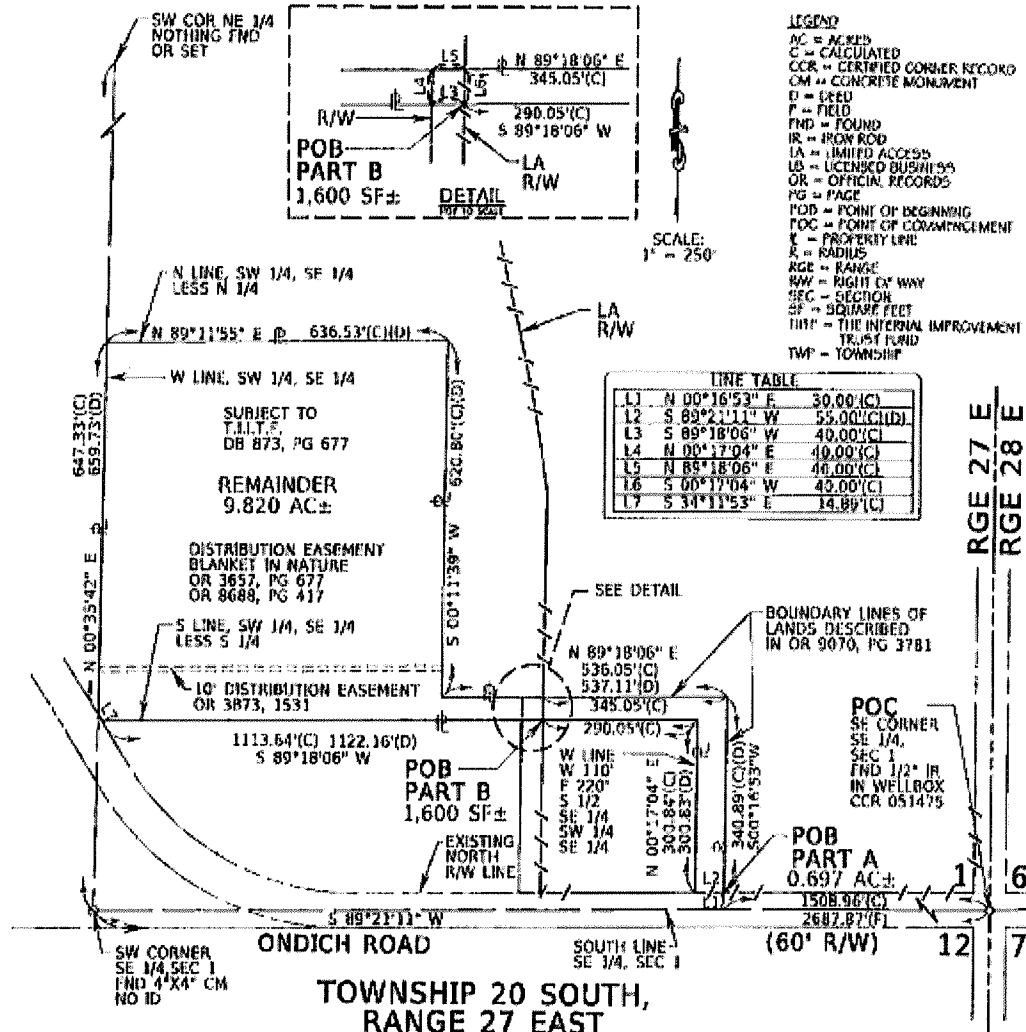 SW COR NE 1/4
NOTHING FND
OR SET
L5
N 89°18'06" E
345.05'(C)
L4
L3
L6
290.05'(C)
S 89°18'06" W
R/W
POB
PART B
1,600 SF±
LA
R/W
DETAIL
NOT TO SCALE
SCALE:
1" = 250'
LEGEND
AC = ACRES
C = CALCULATED
CCR = CERTIFIED CORNER RECORD
CM = CONCRETE MONUMENT
D = DEED
F = FIELD
FND = FOUND
IR = IRON ROD
LA = LIMITED ACCESS
LB = LICENSED BUSINESS
OR = OFFICIAL RECORDS
PG = PAGE
POB = POINT OF BEGINNING
POC = POINT OF COMMENCEMENT
= PROPERTY LINE
R = RADIUS
RGE = RANGE
R/W = RIGHT OF WAY
SEC = SECTION
SF = SQUARE FEET
TIITF = THE INTERNAL IMPROVEMENT
TRUST FUND
TWP = TOWNSHIP
N LINE, SW 1/4, SE 1/4
LESS N 1/4
N 89°11'55" E 636.53'(C)(D)
W LINE, SW 1/4, SE 1/4
SUBJECT TO
T.I.I.T.F.
DB 873, PG 677
REMAINDER
9.820 AC±
DISTRIBUTION EASEMENT
BLANKET IN NATURE
OR 3657, PG 677
OR 8688, PG 417
S LINE, SW 1/4, SE 1/4
LESS S 1/4
10' DISTRIBUTION EASEMENT
OR 3873, 1531
647.33'(C)
659.73'(D)
N 00°35'42" E
620.80'(C)(D)
S 00°11'39" W
LA
R/W
LINE TABLE
L1 N 00°16'53" E 30.00'(C)
L2 S 89°21'11" W 55.00'(C)(D)
L3 S 89°18'06" W 40.00'(C)
L4 N 00°17'04" E 40.00'(C)
L5 N 89°18'06" E 40.00'(C)
L6 S 00°17'04" W 40.00'(C)
L7 S 34°11'53" E 14.89'(C)
RGE 27 E
RGE 28 E
SEE DETAIL
N 89°18'06" E
536.05'(C)
537.11'(D)
345.05'(C)
290.05'(C)
BOUNDARY LINES OF
LANDS DESCRIBED
IN OR 9070, PG 3781
L7
1113.64'(C) 1122.16'(D)
S 89°18'06" W
POB
PART B
1,600 SF±
W LINE
W 110'
E 220'
S 1/2
SE 1/4
SW 1/4
SE 1/4
N 00°17'04" E
300.84'(C)
300.83'(D)
340.89'(C)(D)
S00°16'53"W
POC
SE CORNER
SE 1/4,
SEC 1
FND 1/2" IR
IN WELLBOX
CCR 051475
EXISTING
NORTH
R/W LINE
POB
PART A
0.697 AC±
L2
L1
1 6
1508.96'(C)
2687.87'(F)
S 89°21'11" W
ONDICH ROAD
(60' R/W)
12 7
SW CORNER
SE 1/4, SEC 1
FND 4"X4" CM
NO ID
SOUTH LINE
SE 1/4, SEC 1
TOWNSHIP 20 SOUTH,
RANGE 27 EAST